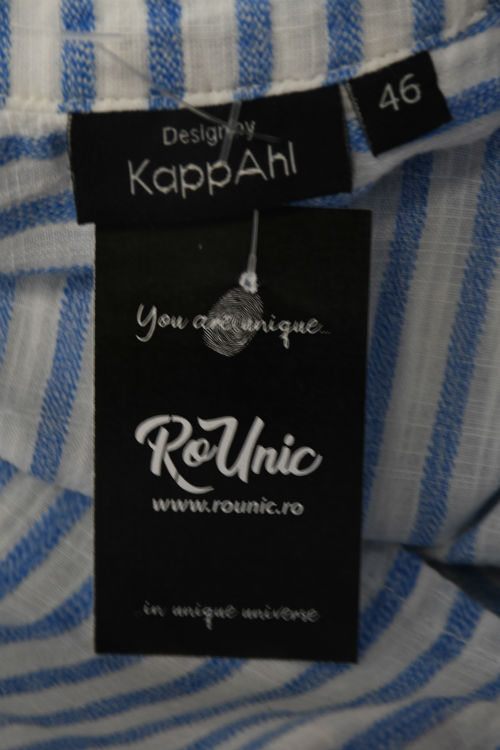 Design by
KappAhl
46
You are unique...
RoUnic
www.rounic.ro
in unique universe